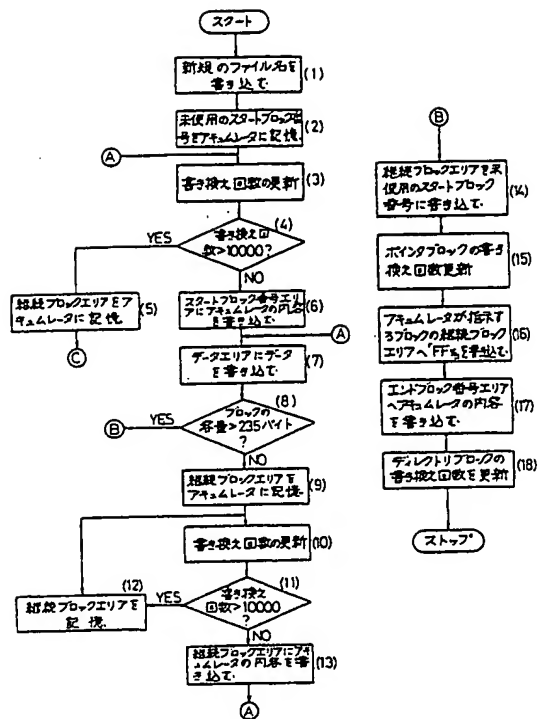 スタート
新規のファイル名を
書き込む.
(1)
未使用のスタートブロック番
号をアキュムレータに記憶.
(2)
A
書き換え回数の更新
(3)
(4)
書き換え回
数>10000?
YES
NO
継続ブロックエリアをア
キュムレータに記憶
(5)
C
スタートブロック番号エリ
アにアキュムレータの内容
を書き込む.
(6)
A
データエリアにデータ
を書き込む.
(7)
(8)
ブロックの
容量>235バイト
?
YES
B
NO
継続ブロックエリアを
アキュムレータに記憶.
(9)
書き換え回数の更新
(10)
(11)
書き換え
回数>10000
?
YES
(12)
継続ブロックエリアを
記憶.
NO
継続ブロックエリアにアキ
ュムレータの内容を書
き込む.
(13)
A
B
継続ブロックエリアを未
使用のスタートブロック
番号に書き込む.
(14)
ポインタブロックの書き
換え回数更新
(15)
アキュムレータが指示す
るブロックの継続ブロック
エリアへ"FF"を書き込む.
(16)
エンドブロック番号エリア
へアキュムレータの内容
を書き込む.
(17)
ディレクトリブロックの
書き換え回数を更新
(18)
ストップ